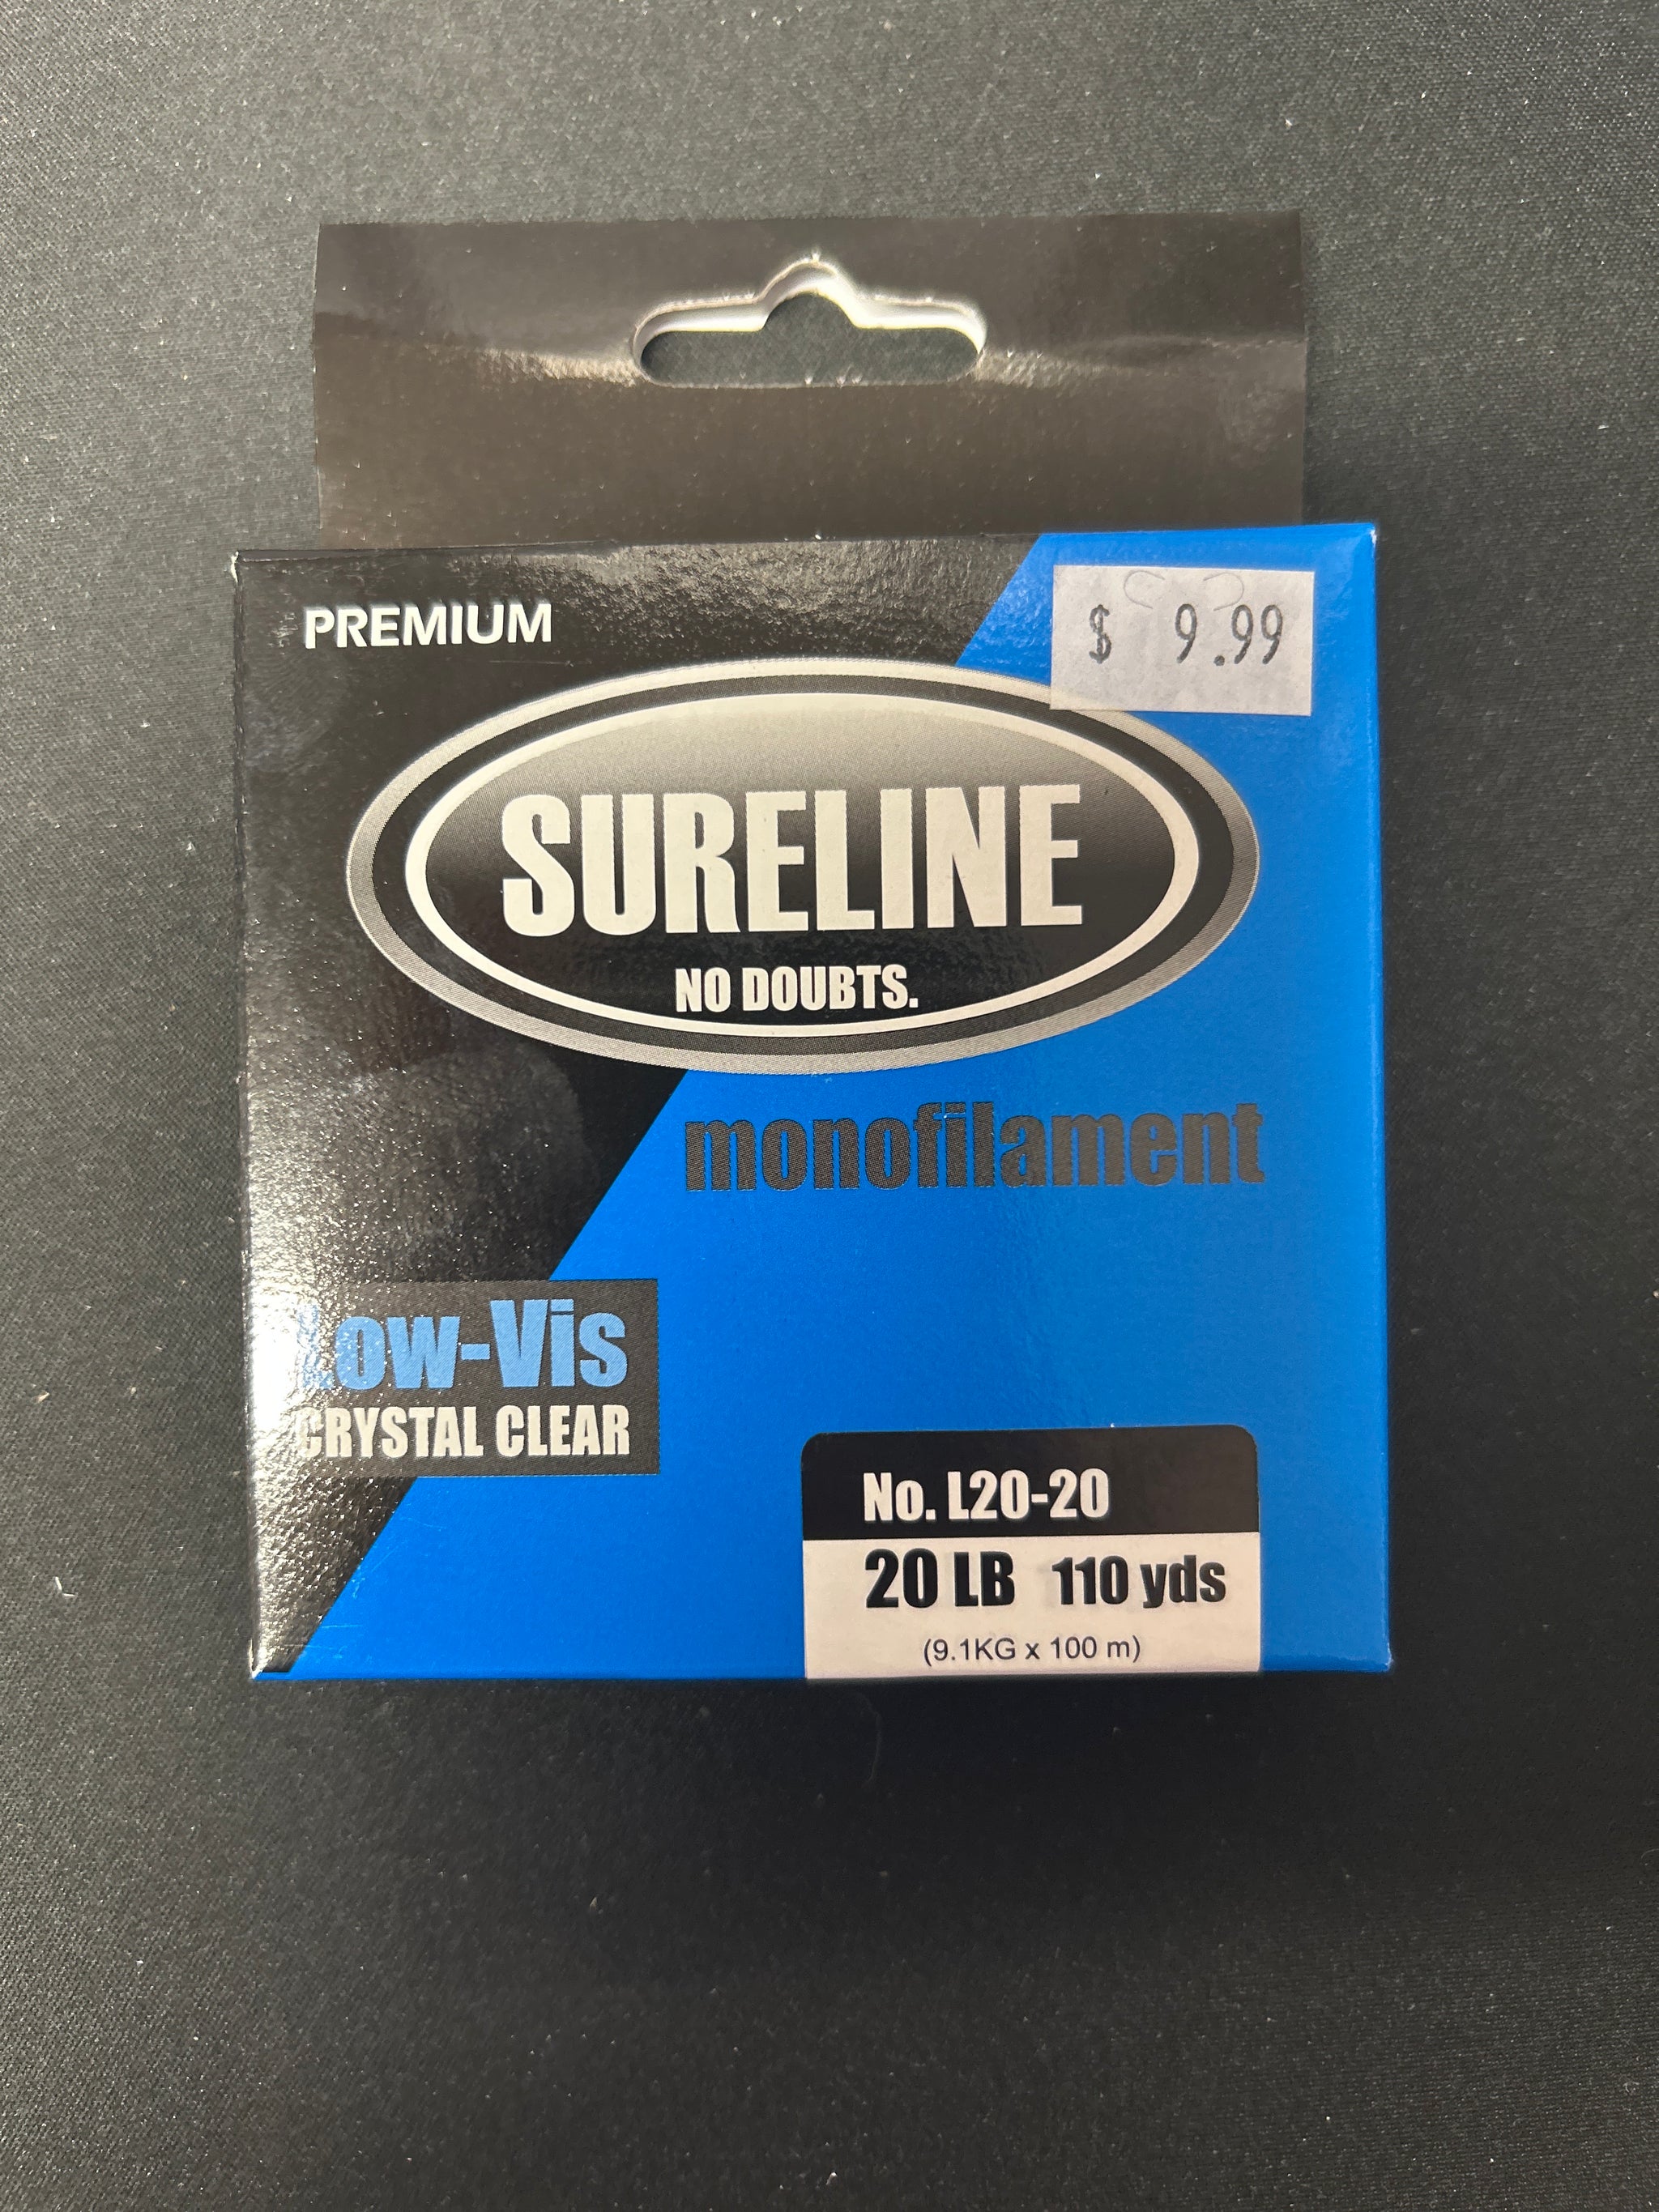 PREMIUM
$ 9.99
SURELINE
NO DOUBTS.
monofilament
Low-Vis
CRYSTAL CLEAR
No. L20-20
20 LB 110 yds
(9.1KG x 100 m)